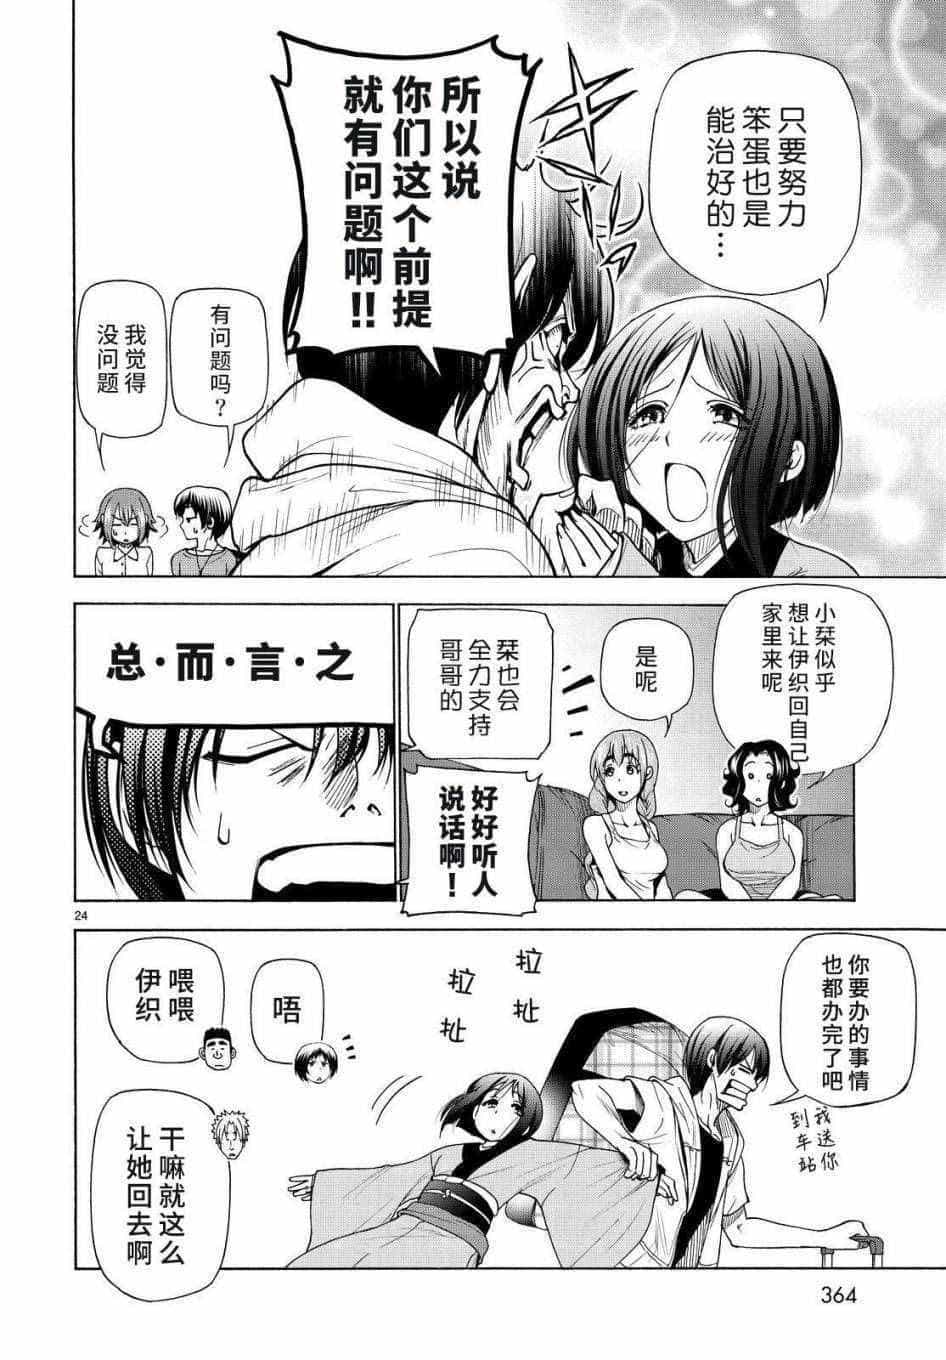 只要努力
笨蛋也是
能治好的…
所以说
你们这个前提
就有问题啊!!
有问题吗？
我觉得
没问题
小栞似乎
想让伊织回自己
家里来呢
是呢
栞也会
全力支持
哥哥的
好好听人
说话啊！
总·而·言·之
24
你要办的事情
也都办完了吧
我送你
到车站
拉扯
拉扯
唔
喂喂
伊织
干嘛就这么
让她回去啊
364